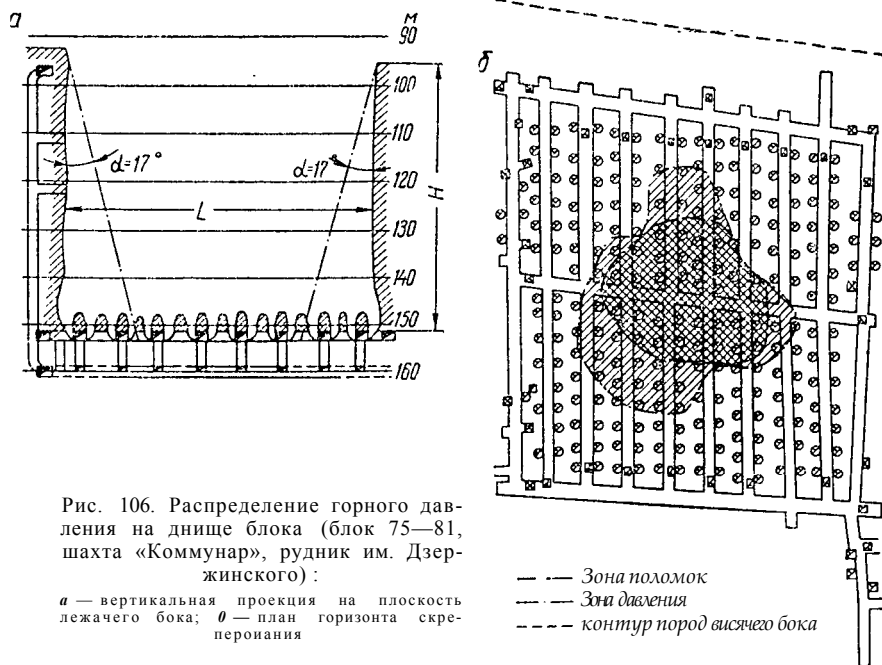 а
м
90
100
110
120
130
140
150
160
α=17°
α=17°
L
H
б
Рис. 106. Распределение горного дав-
ления на днище блока (блок 75—81,
шахта «Коммунар», рудник им. Дзер-
жинского) :
а — вертикальная проекция на плоскость
лежачего бока; 0 — план горизонта скре-
пероиания
Зона поломок
Зона давления
контур пород висячего бока